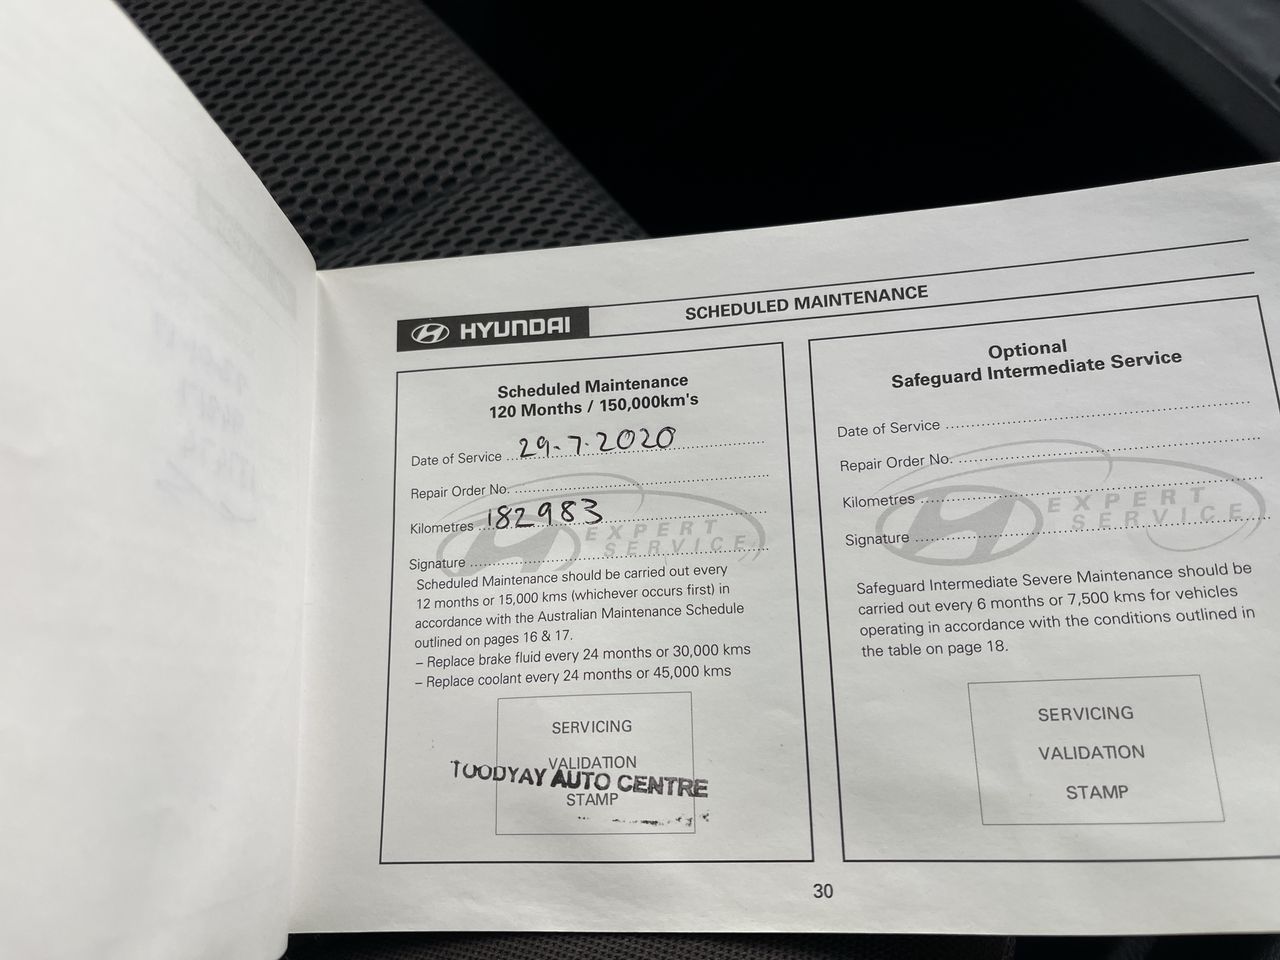 HYUNDAI
SCHEDULED MAINTENANCE
Scheduled Maintenance
120 Months / 150,000km's
Date of Service 29-7-2020
Repair Order No.
Kilometres 182983
Signature
EXPERT
SERVICE
Scheduled Maintenance should be carried out every
12 months or 15,000 kms (whichever occurs first) in
accordance with the Australian Maintenance Schedule
outlined on pages 16 & 17.
– Replace brake fluid every 24 months or 30,000 kms
– Replace coolant every 24 months or 45,000 kms
SERVICING
VALIDATION
STAMP
TOODYAY AUTO CENTRE
Optional
Safeguard Intermediate Service
Date of Service
Repair Order No.
Kilometres
Signature
EXPERT
SERVICE
Safeguard Intermediate Severe Maintenance should be
carried out every 6 months or 7,500 kms for vehicles
operating in accordance with the conditions outlined in
the table on page 18.
SERVICING
VALIDATION
STAMP
30